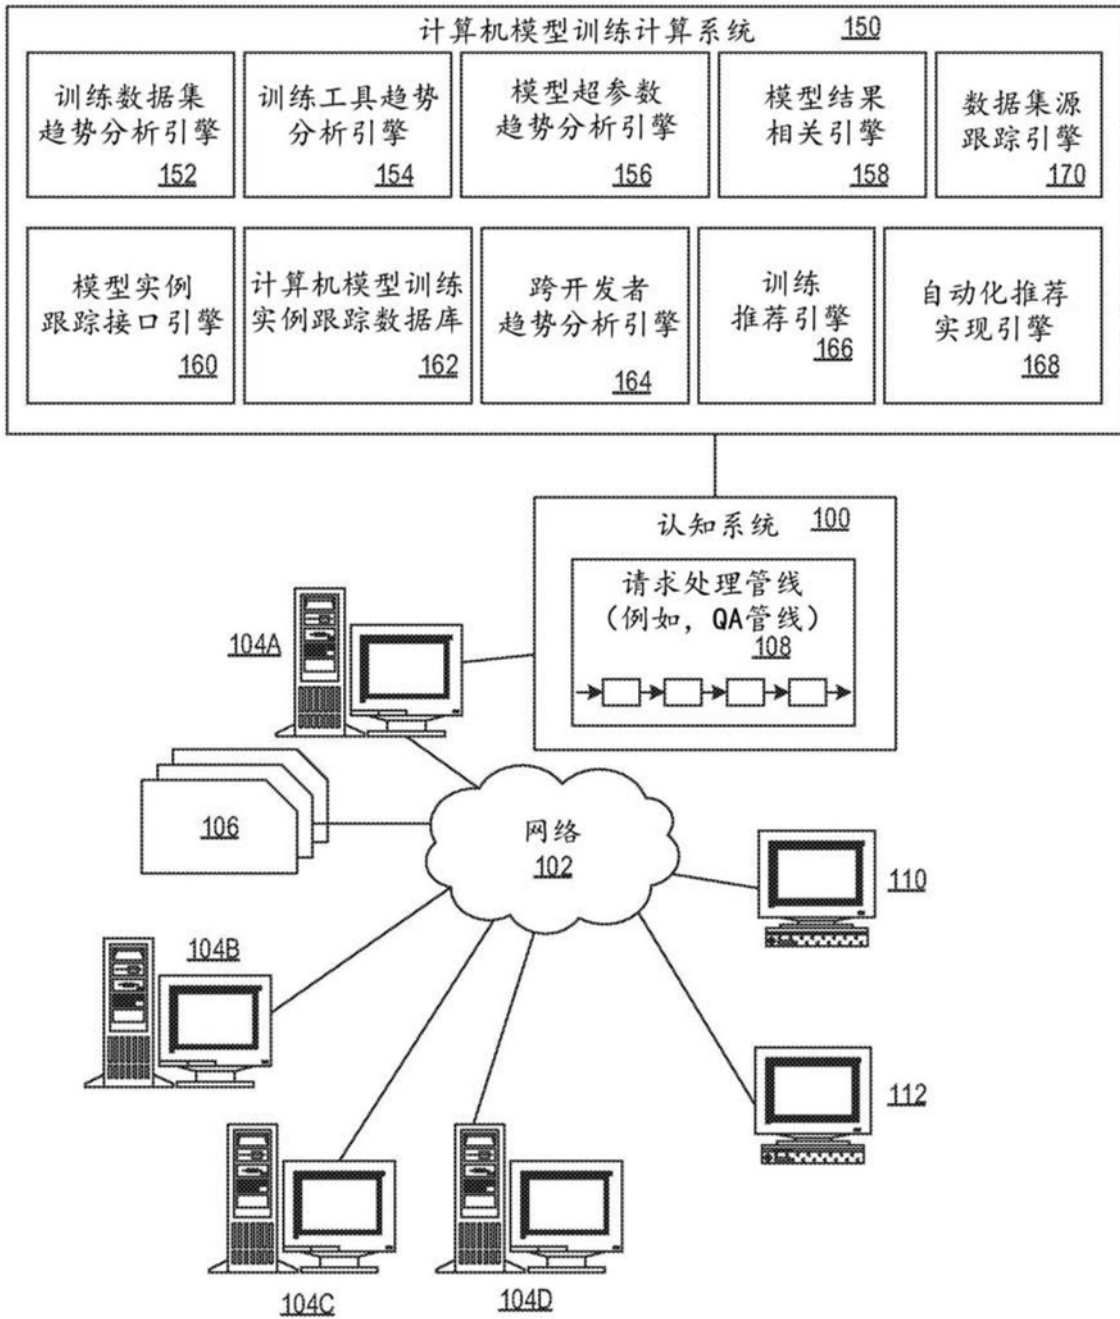 计算机模型训练计算系统 150
训练数据集
趋势分析引擎
152
训练工具趋势
分析引擎
154
模型超参数
趋势分析引擎
156
模型结果
相关引擎
158
数据集源
跟踪引擎
170
模型实例
跟踪接口引擎
160
计算机模型训练
实例跟踪数据库
162
跨开发者
趋势分析引擎
164
训练
推荐引擎
166
自动化推荐
实现引擎
168
认知系统 100
请求处理管线
(例如, QA管线)
108
104A
106
网络
102
110
104B
112
104C
104D